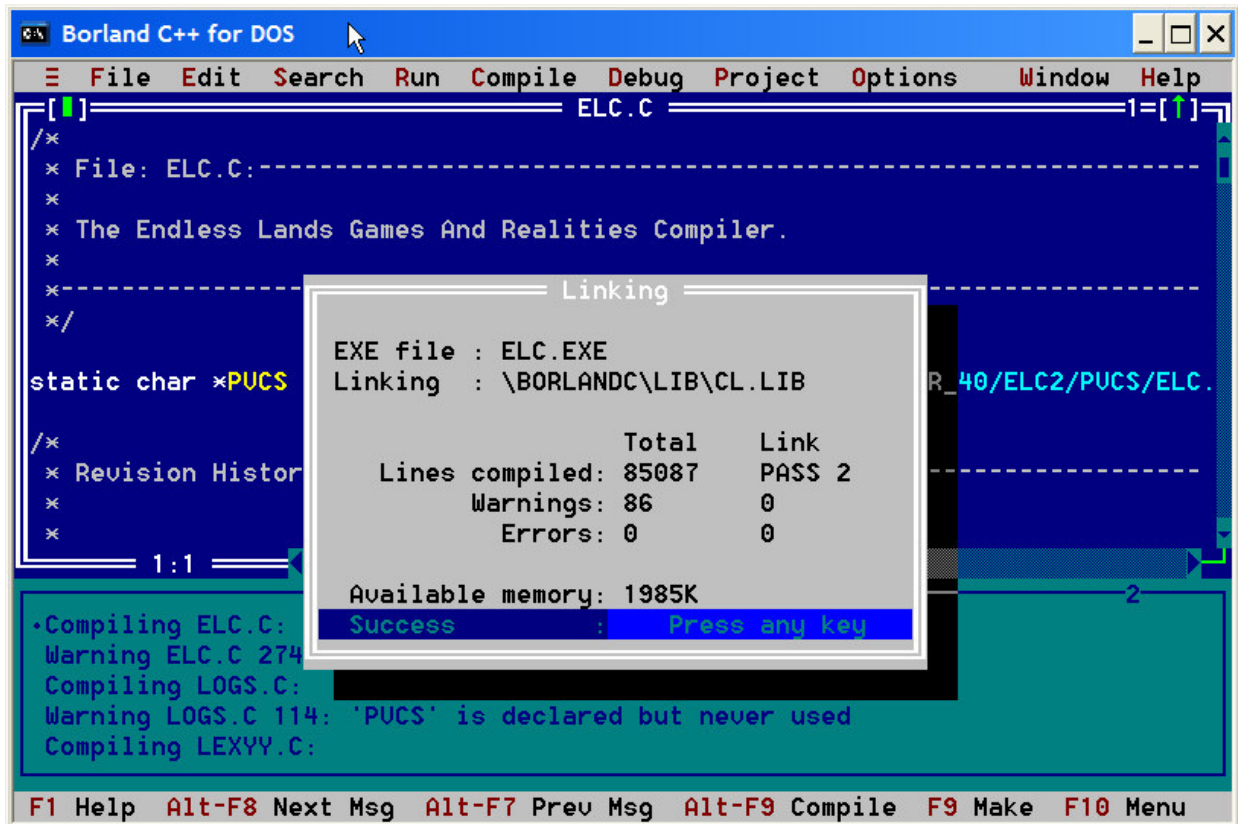 Borland C++ for DOS
≡ File Edit Search Run Compile Debug Project Options Window Help
[■] ELC.C 1=[↑]
/*
* File: ELC.C:--------------------------------------------------------------
*
* The Endless Lands Games And Realities Compiler.
*
*---------------------------------------------------------------------------
*/
static char *PVCS R_40/ELC2/PVCS/ELC.
/*
* Revision Histor
*
*
1:1
Linking
EXE file : ELC.EXE
Linking : \BORLANDC\LIB\CL.LIB
Total Link
Lines compiled: 85087 PASS 2
Warnings: 86 0
Errors: 0 0
Available memory: 1985K
Success : Press any key
2
•Compiling ELC.C:
Warning ELC.C 274
Compiling LOGS.C:
Warning LOGS.C 114: 'PVCS' is declared but never used
Compiling LEXYY.C:
F1 Help Alt-F8 Next Msg Alt-F7 Prev Msg Alt-F9 Compile F9 Make F10 Menu